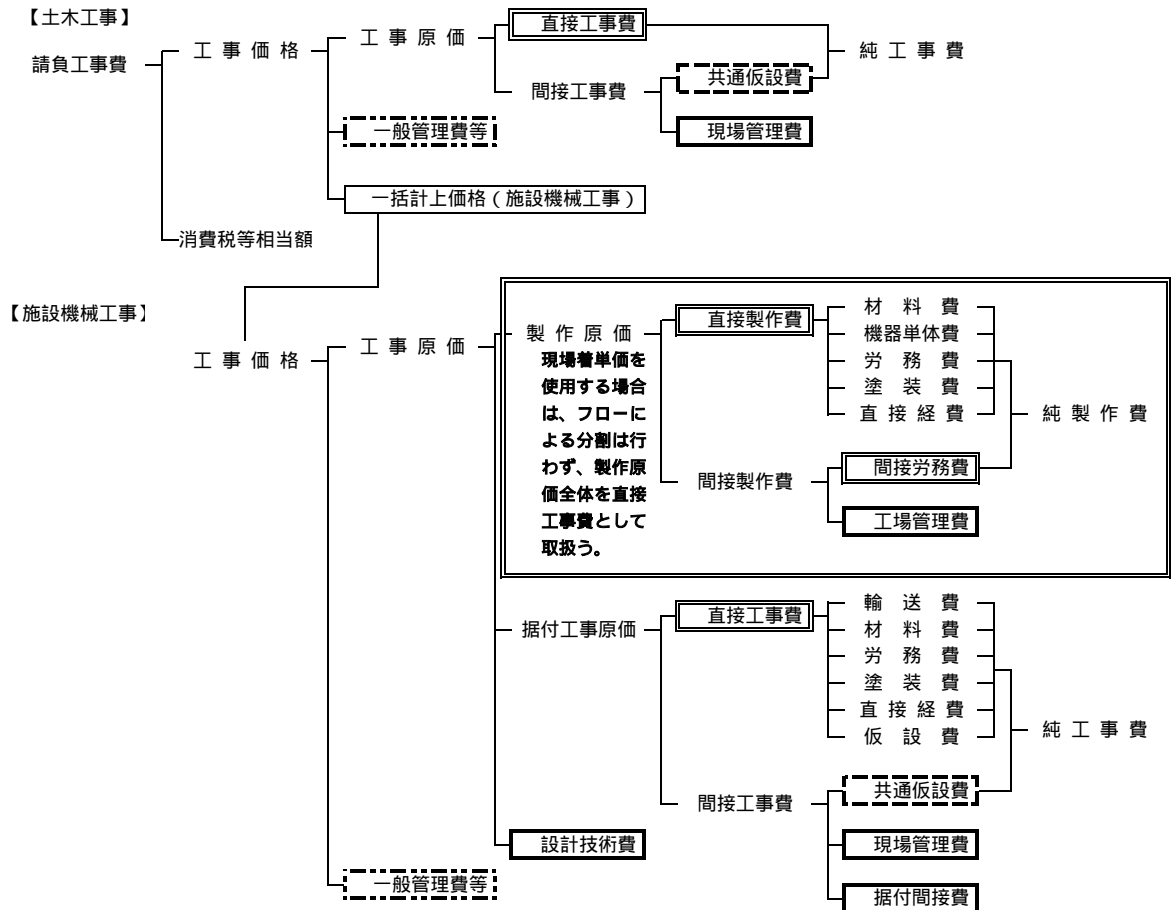 【土木工事】
請負工事費
工事価格
工事原価
直接工事費
純工事費
間接工事費
共通仮設費
現場管理費
一般管理費等
一括計上価格(施設機械工事)
消費税等相当額
【施設機械工事】
工事価格
工事原価
製作原価
現場着単価を
使用する場合
は、フローに
よる分割は行
わず、製作原
価全体を直接
工事費として
取扱う。
直接製作費
材料費
機器単体費
労務費
塗装費
直接経費
純製作費
間接製作費
間接労務費
工場管理費
据付工事原価
直接工事費
輸送費
材料費
労務費
塗装費
直接経費
仮設費
純工事費
間接工事費
共通仮設費
現場管理費
据付間接費
設計技術費
一般管理費等